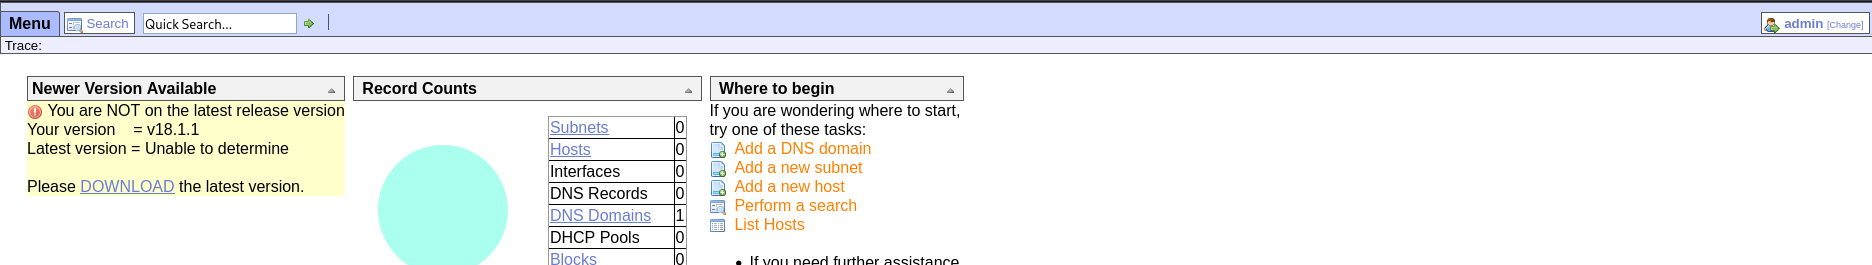 Menu Search Quick Search... admin [Change]
Trace:
Newer Version Available
You are NOT on the latest release version
Your version = v18.1.1
Latest version = Unable to determine
Please DOWNLOAD the latest version.
Record Counts
Subnets 0
Hosts 0
Interfaces 0
DNS Records 0
DNS Domains 1
DHCP Pools 0
Blocks 0
Where to begin
If you are wondering where to start,
try one of these tasks:
Add a DNS domain
Add a new subnet
Add a new host
Perform a search
List Hosts
• If you need further assistance